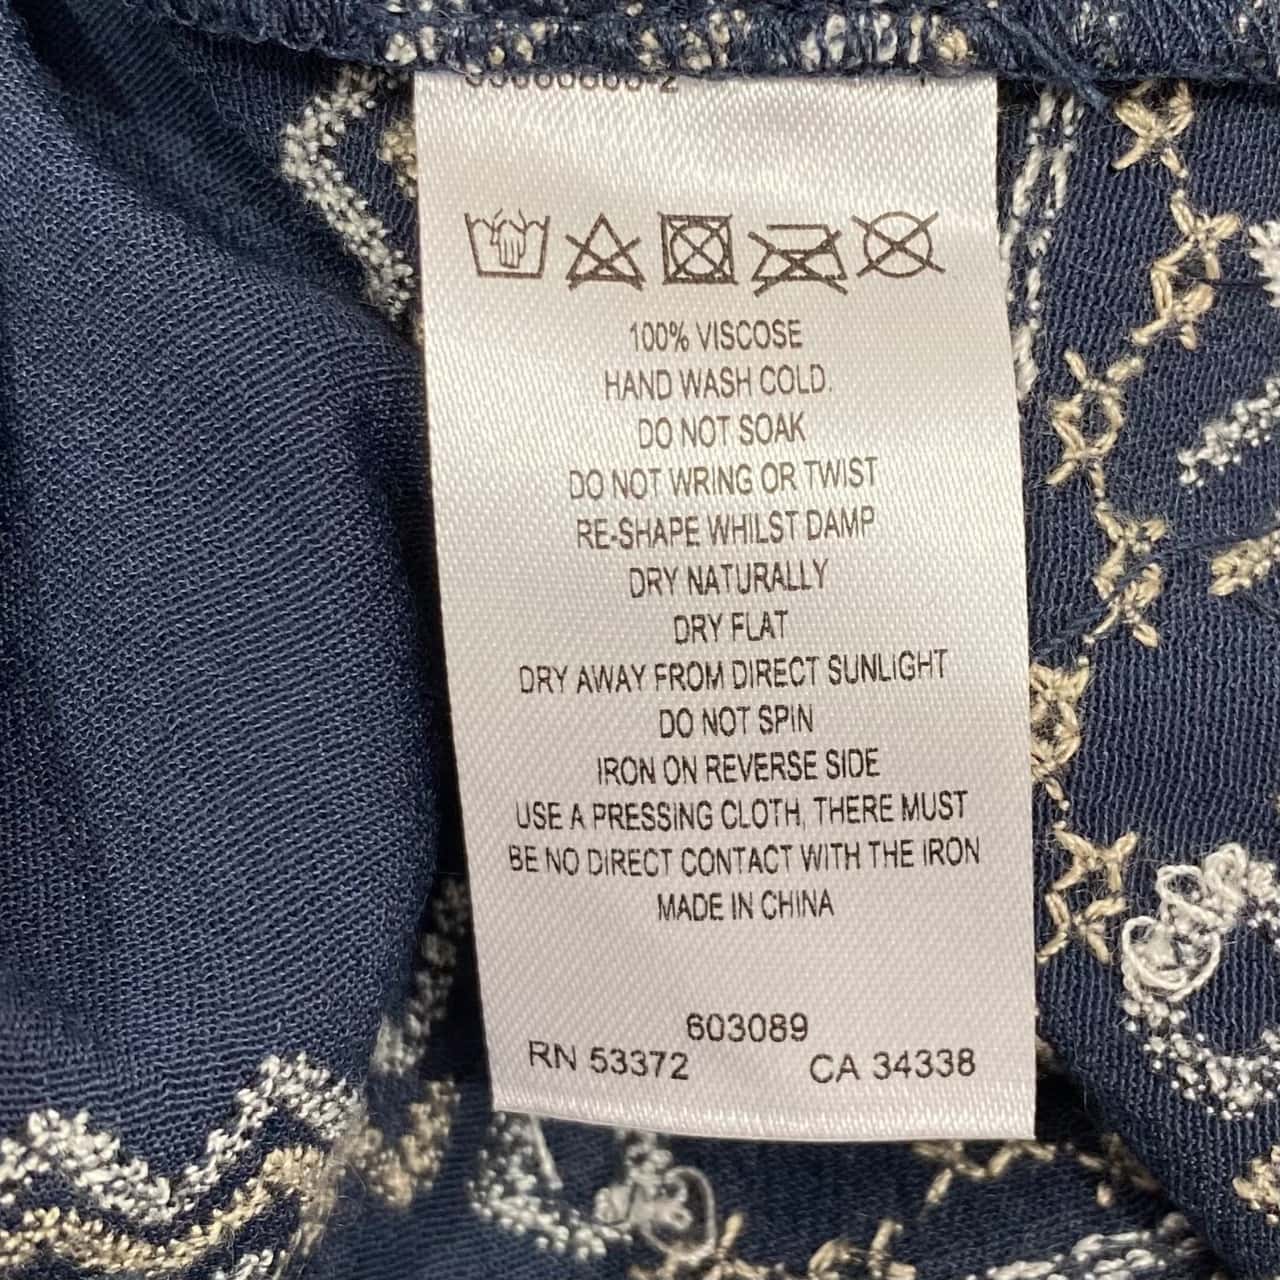 100% VISCOSE
HAND WASH COLD.
DO NOT SOAK
DO NOT WRING OR TWIST
RE-SHAPE WHILST DAMP
DRY NATURALLY
DRY FLAT
DRY AWAY FROM DIRECT SUNLIGHT
DO NOT SPIN
IRON ON REVERSE SIDE
USE A PRESSING CLOTH, THERE MUST
BE NO DIRECT CONTACT WITH THE IRON
MADE IN CHINA
603089
RN 53372 CA 34338